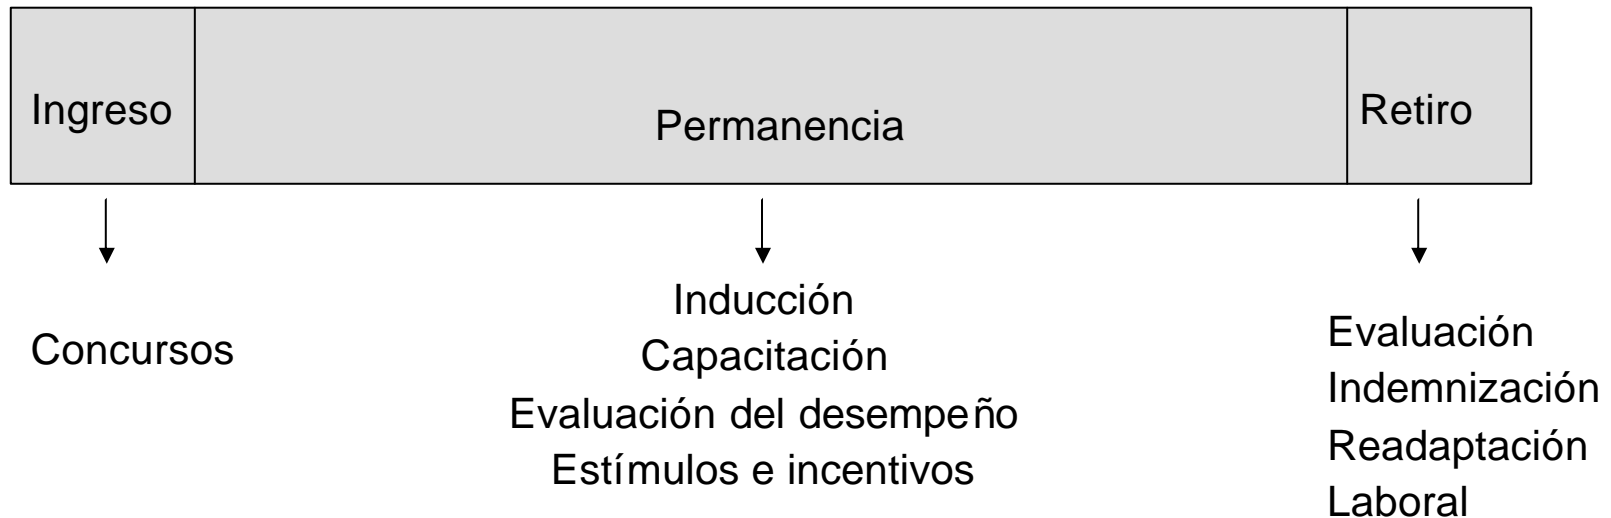 Ingreso
Permanencia
Retiro
Concursos
Inducción
Capacitación
Evaluación del desempeño
Estímulos e incentivos
Evaluación
Indemnización
Readaptación
Laboral